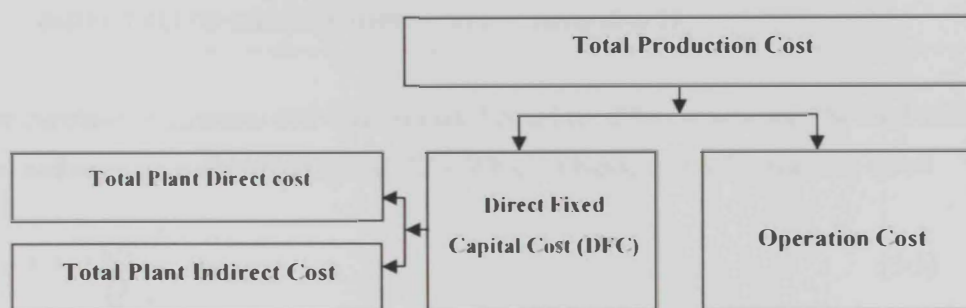 Total Production Cost
Total Plant Direct cost
Total Plant Indirect Cost
Direct Fixed
Capital Cost (DFC)
Operation Cost